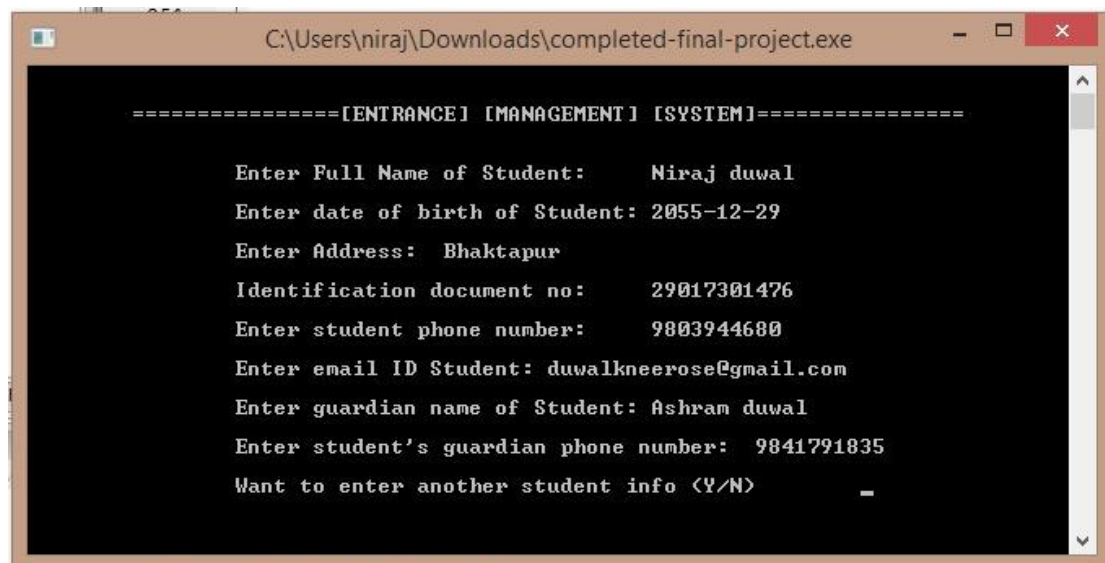 C:\Users\niraj\Downloads\completed-final-project.exe
================[ENTRANCE] [MANAGEMENT] [SYSTEM]================
Enter Full Name of Student: Niraj duwal
Enter date of birth of Student: 2055-12-29
Enter Address: Bhaktapur
Identification document no: 29017301476
Enter student phone number: 9803944680
Enter email ID Student: duwalkneerose@gmail.com
Enter guardian name of Student: Ashram duwal
Enter student's guardian phone number: 9841791835
Want to enter another student info (Y/N) _